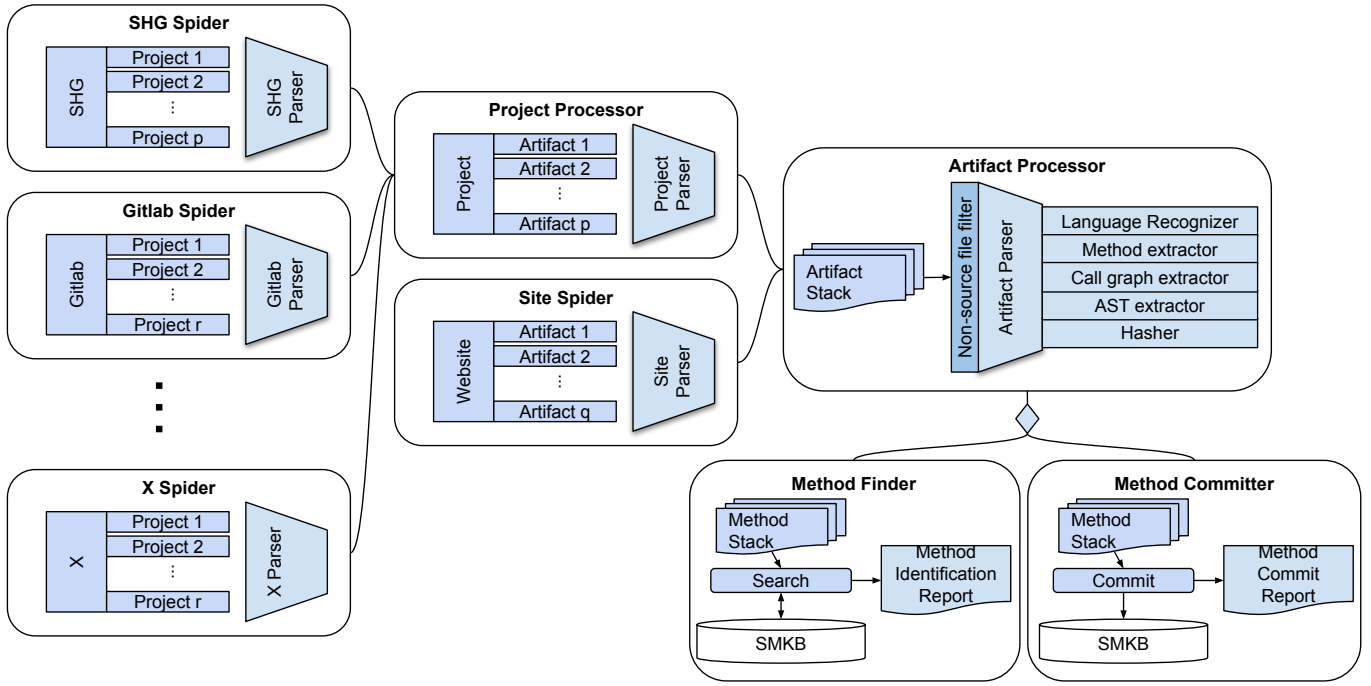 SHG Spider
SHG
Project 1
Project 2
...
Project p
SHG
Parser
Gitlab Spider
Gitlab
Project 1
Project 2
...
Project r
Gitlab
Parser
X Spider
X
Project 1
Project 2
...
Project r
X Parser
Project Processor
Project
Artifact 1
Artifact 2
...
Artifact p
Project
Parser
Site Spider
Website
Artifact 1
Artifact 2
...
Artifact q
Site
Parser
Artifact Processor
Artifact
Stack
Non-source file filter
Artifact Parser
Language Recognizer
Method extractor
Call graph extractor
AST extractor
Hasher
Method Finder
Method
Stack
Search
SMKB
Method
Identification
Report
Method Committer
Method
Stack
Commit
SMKB
Method
Commit
Report